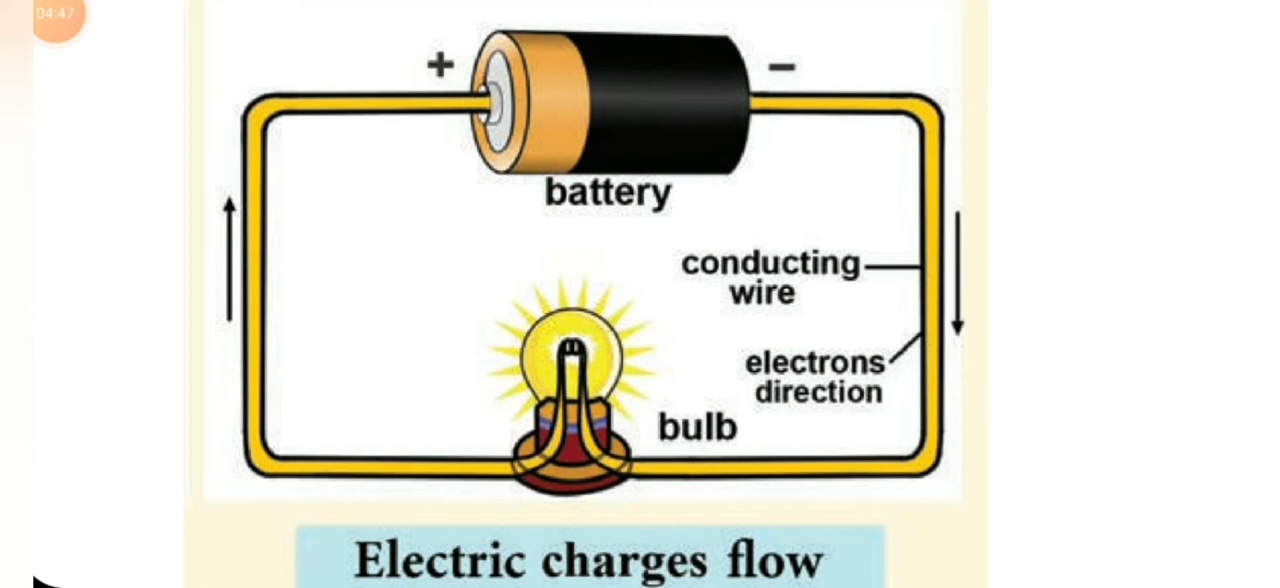 04:47
+
−
battery
conducting
wire
electrons
direction
bulb
Electric charges flow